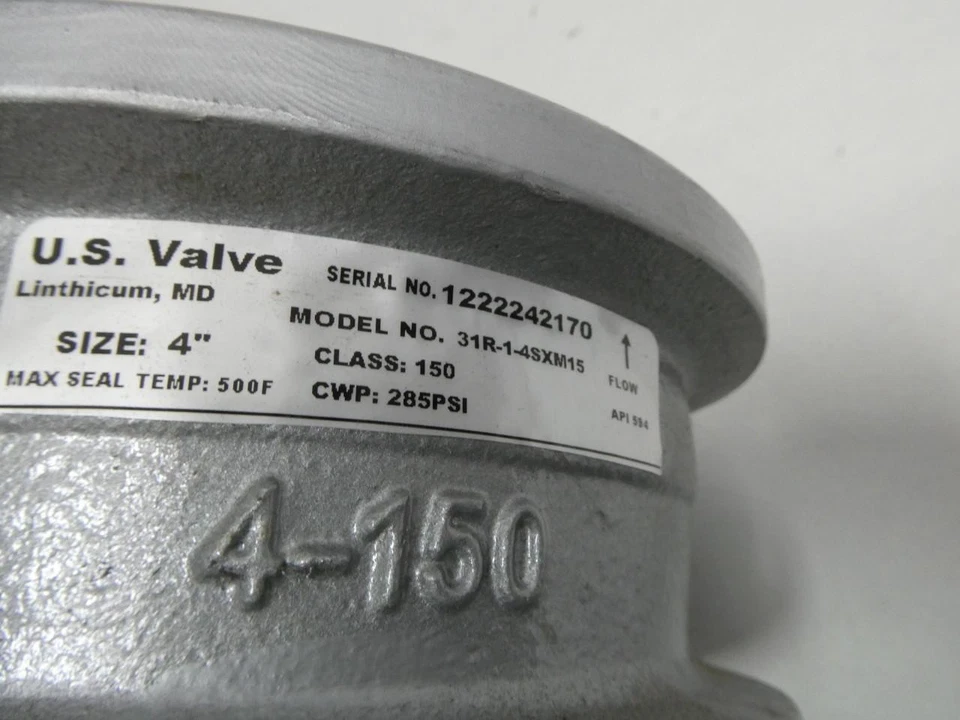 U.S. Valve
Linthicum, MD
SIZE: 4"
MAX SEAL TEMP: 500F
SERIAL NO. 1222242170
MODEL NO. 31R-1-4SXM15
CLASS: 150
CWP: 285PSI
↑
FLOW
API 594
4-150